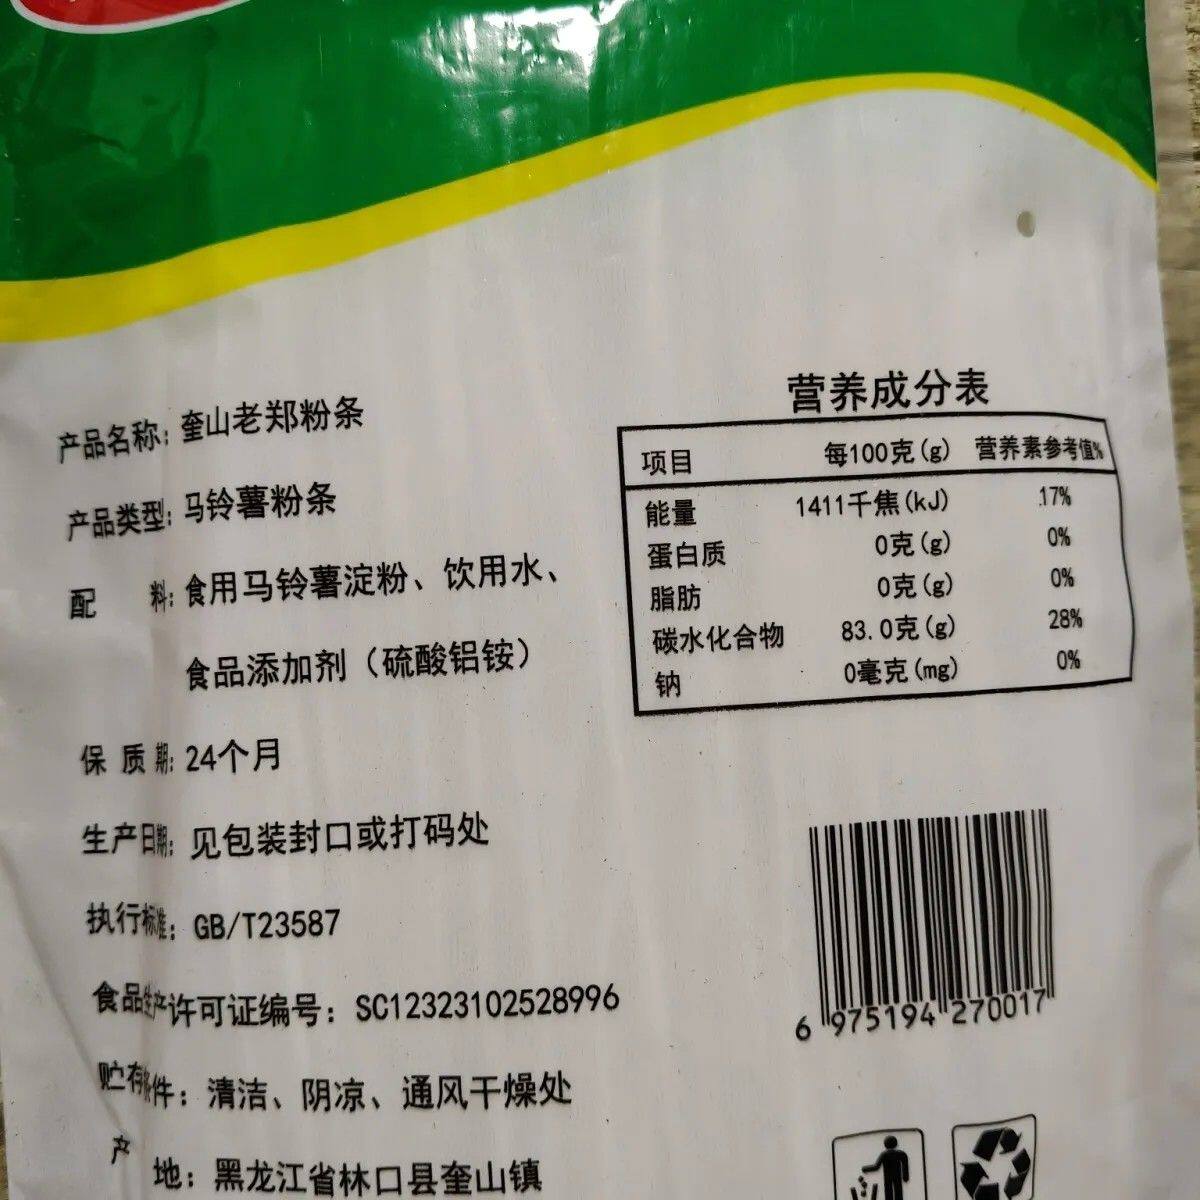 产品名称：奎山老郑粉条
产品类型：马铃薯粉条
配 料：食用马铃薯淀粉、饮用水、
食品添加剂（硫酸铝铵）
保 质 期：24个月
生产日期：见包装封口或打码处
执行标准：GB/T23587
食品生产许可证编号：SC12323102528996
贮存条件：清洁、阴凉、通风干燥处
产 地：黑龙江省林口县奎山镇
营养成分表
项目 每100克(g) 营养素参考值%
能量 1411千焦(kJ) 17%
蛋白质 0克(g) 0%
脂肪 0克(g) 0%
碳水化合物 83.0克(g) 28%
钠 0毫克(mg) 0%
6 975194 270017